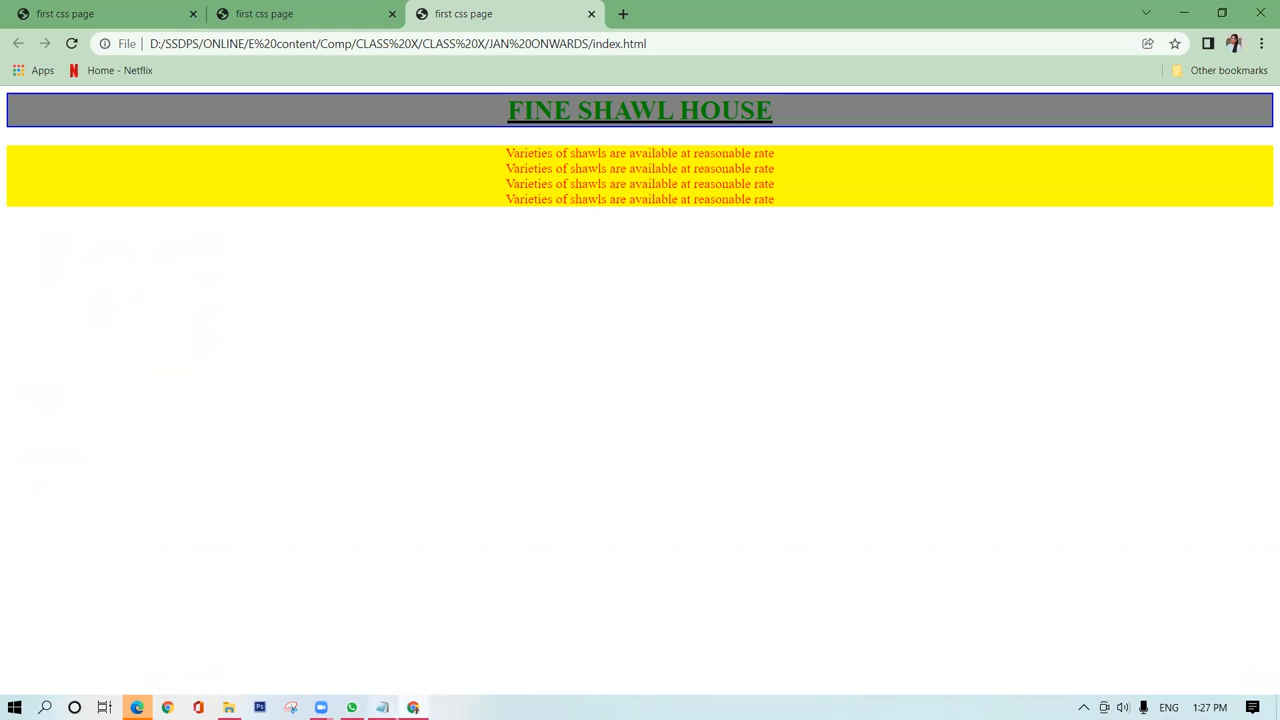 first css page
first css page
first css page
File D:/SSDPS/ONLINE/E%20content/Comp/CLASS%20X/CLASS%20X/JAN%20ONWARDS/index.html
Apps
Home - Netflix
Other bookmarks
FINE SHAWL HOUSE
Varieties of shawls are available at reasonable rate
Varieties of shawls are available at reasonable rate
Varieties of shawls are available at reasonable rate
Varieties of shawls are available at reasonable rate
ENG 1:27 PM